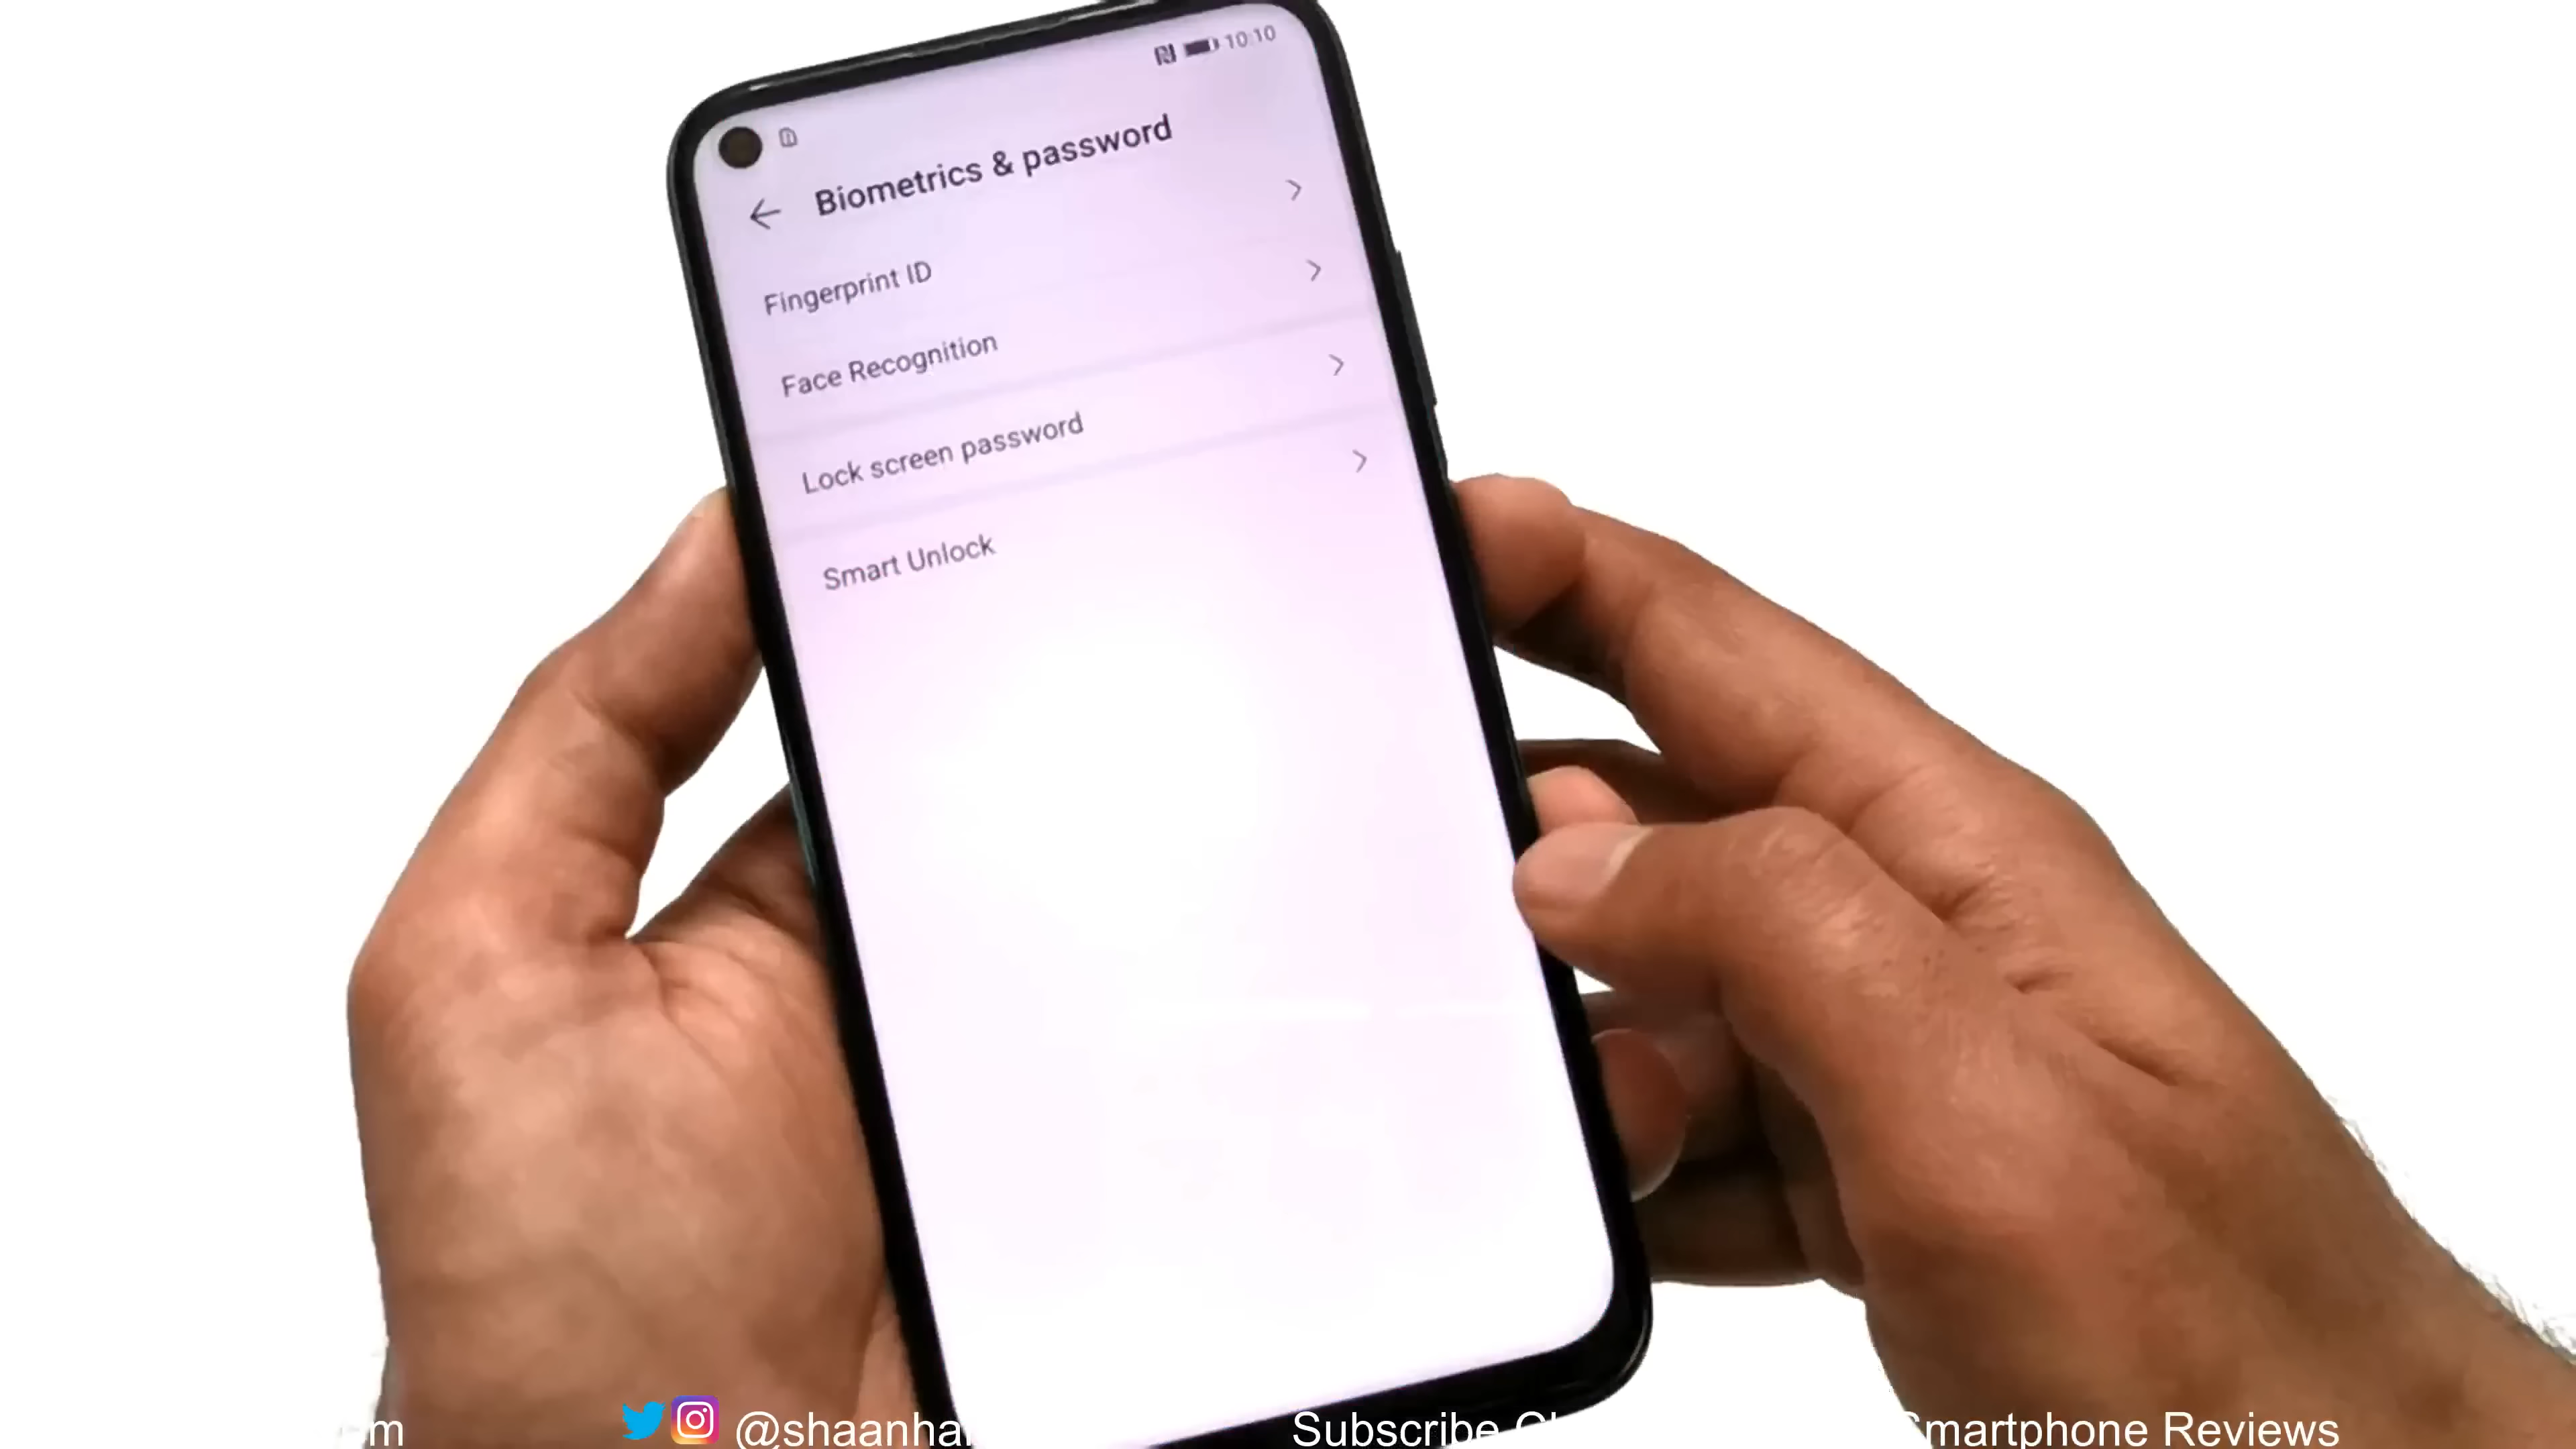 10:10
Biometrics & password
Fingerprint ID
Face Recognition
Lock screen password
Smart Unlock
@shaanha
Subscribe
martphone Reviews